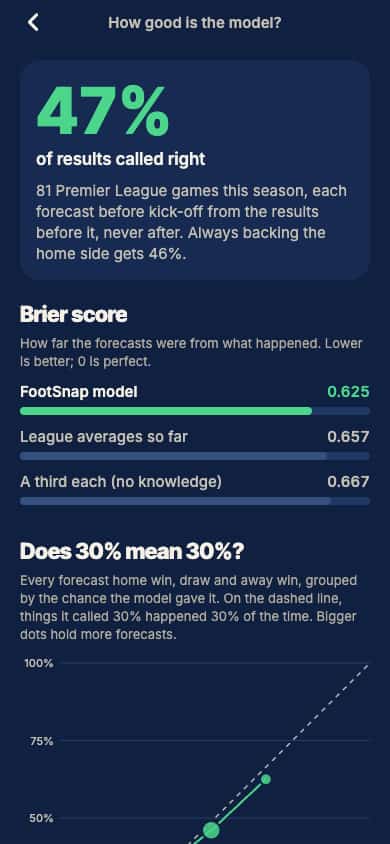 How good is the model?
47%
of results called right
81 Premier League games this season, each
forecast before kick-off from the results
before it, never after. Always backing the
home side gets 46%.
Brier score
How far the forecasts were from what happened. Lower
is better; 0 is perfect.
FootSnap model 0.625
League averages so far 0.657
A third each (no knowledge) 0.667
Does 30% mean 30%?
Every forecast home win, draw and away win, grouped
by the chance the model gave it. On the dashed line,
things it called 30% happened 30% of the time. Bigger
dots hold more forecasts.
100%
75%
50%